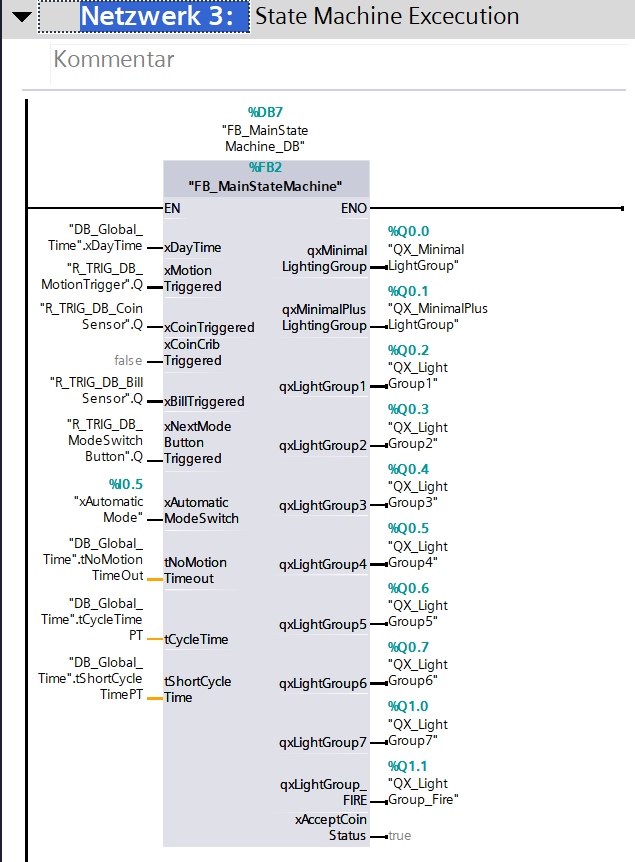 Netzwerk 3: State Machine Excecution
Kommentar
%DB7
"FB_MainState
Machine_DB"
%FB2
"FB_MainStateMachine"
EN
ENO
"DB_Global_
Time".xDayTime
xDayTime
"R_TRIG_DB_
MotionTrigger".Q
xMotion
Triggered
"R_TRIG_DB_Coin
Sensor".Q
xCoinTriggered
false
xCoinCrib
Triggered
"R_TRIG_DB_Bill
Sensor".Q
xBillTriggered
"R_TRIG_DB_
ModeSwitch
Button".Q
xNextMode
Button
Triggered
%I0.5
"xAutomatic
Mode"
xAutomatic
ModeSwitch
"DB_Global_
Time".tNoMotion
TimeOut
tNoMotion
Timeout
"DB_Global_
Time".tCycleTime
PT
tCycleTime
"DB_Global_
Time".tShortCycle
TimePT
tShortCycle
Time
qxMinimal
LightingGroup
%Q0.0
"QX_Minimal
LightGroup"
qxMinimalPlus
LightingGroup
%Q0.1
"QX_MinimalPlus
LightGroup"
qxLightGroup1
%Q0.2
"QX_Light
Group1"
qxLightGroup2
%Q0.3
"QX_Light
Group2"
qxLightGroup3
%Q0.4
"QX_Light
Group3"
qxLightGroup4
%Q0.5
"QX_Light
Group4"
qxLightGroup5
%Q0.6
"QX_Light
Group5"
qxLightGroup6
%Q0.7
"QX_Light
Group6"
qxLightGroup7
%Q1.0
"QX_Light
Group7"
qxLightGroup_
FIRE
%Q1.1
"QX_Light
Group_Fire"
xAcceptCoin
Status
true